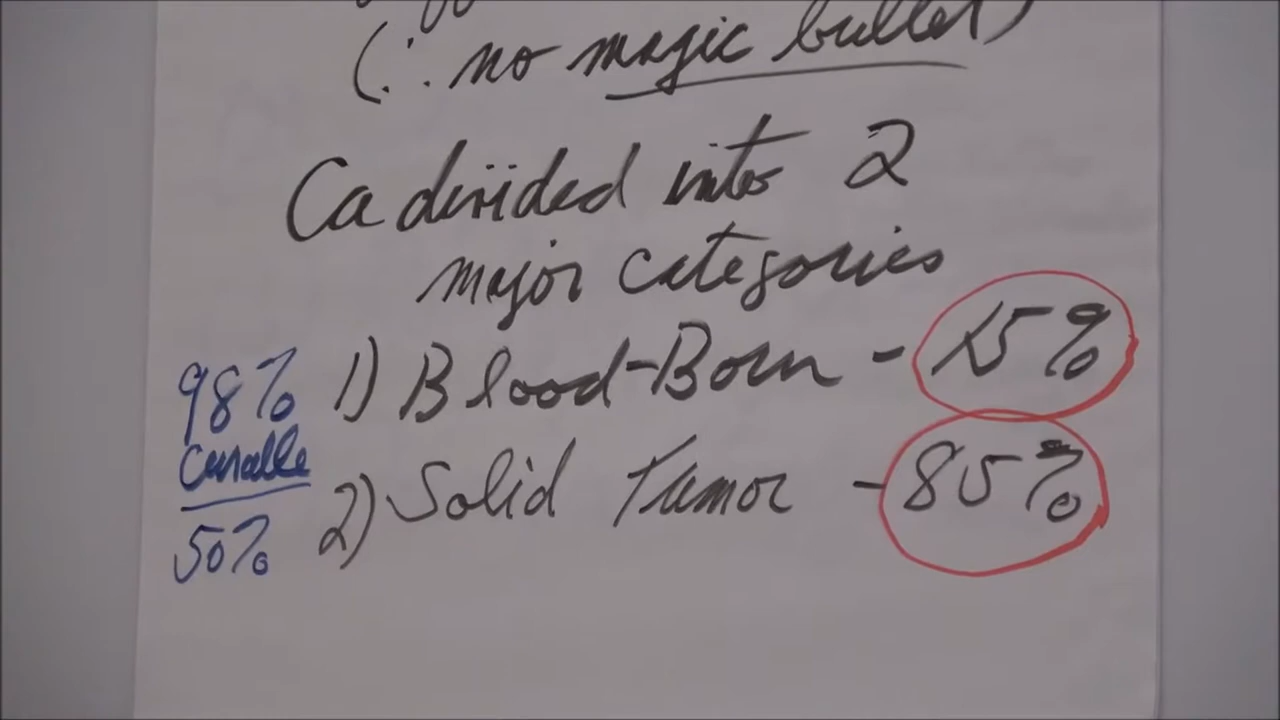 (∴ no magic bullet)
Ca divided into 2
major categories
98% 1) Blood-Born - 15%
curable
50% 2) Solid Tumor - 85%